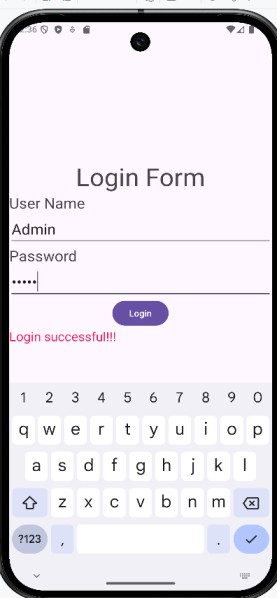 :36
Login Form
User Name
Admin
Password
•••••
Login
Login successful!!!
1 2 3 4 5 6 7 8 9 0
q w e r t y u i o p
a s d f g h j k l
z x c v b n m
?123 , .